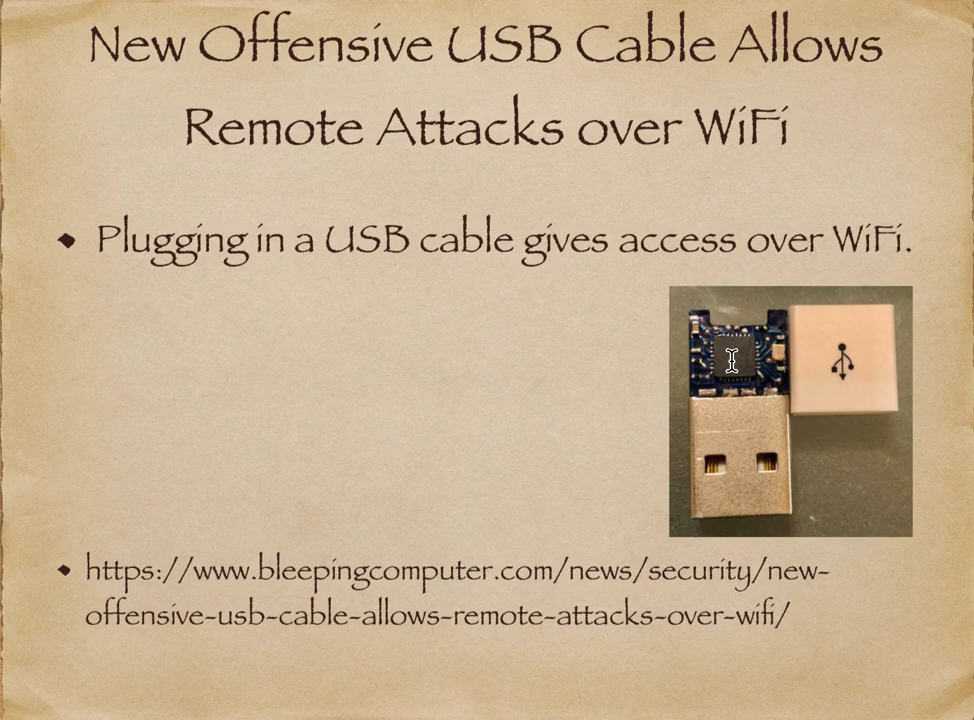 New Offensive USB Cable Allows
Remote Attacks over WiFi
• Plugging in a USB cable gives access over WiFi.
• https://www.bleepingcomputer.com/news/security/new-
offensive-usb-cable-allows-remote-attacks-over-wifi/